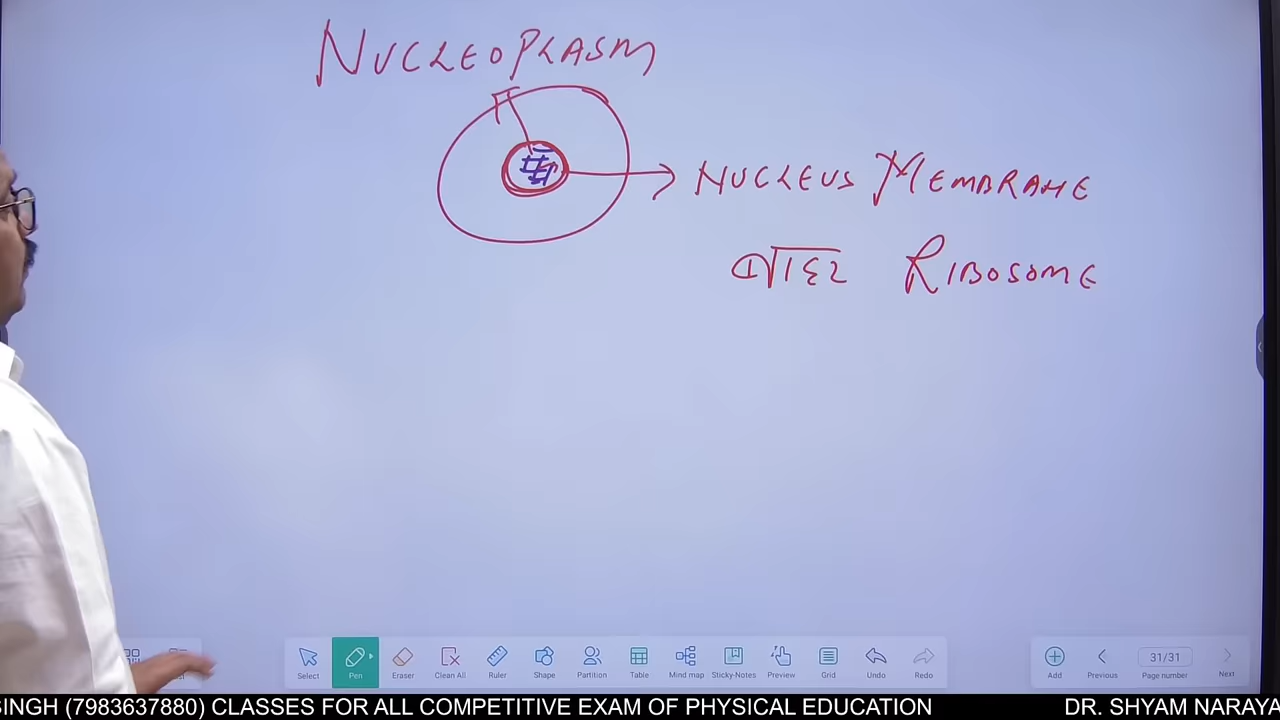 NUCLEOPLASM
NUCLEUS MEMBRANE
बाहर RIBOSOME
Select
Pen
Eraser
Clean All
Ruler
Shape
Partition
Table
Mind map
Sticky-Notes
Preview
Grid
Undo
Redo
Add
Previous
31/31
Page number
Next
SINGH (7983637880) CLASSES FOR ALL COMPETITIVE EXAM OF PHYSICAL EDUCATION DR. SHYAM NARAYA